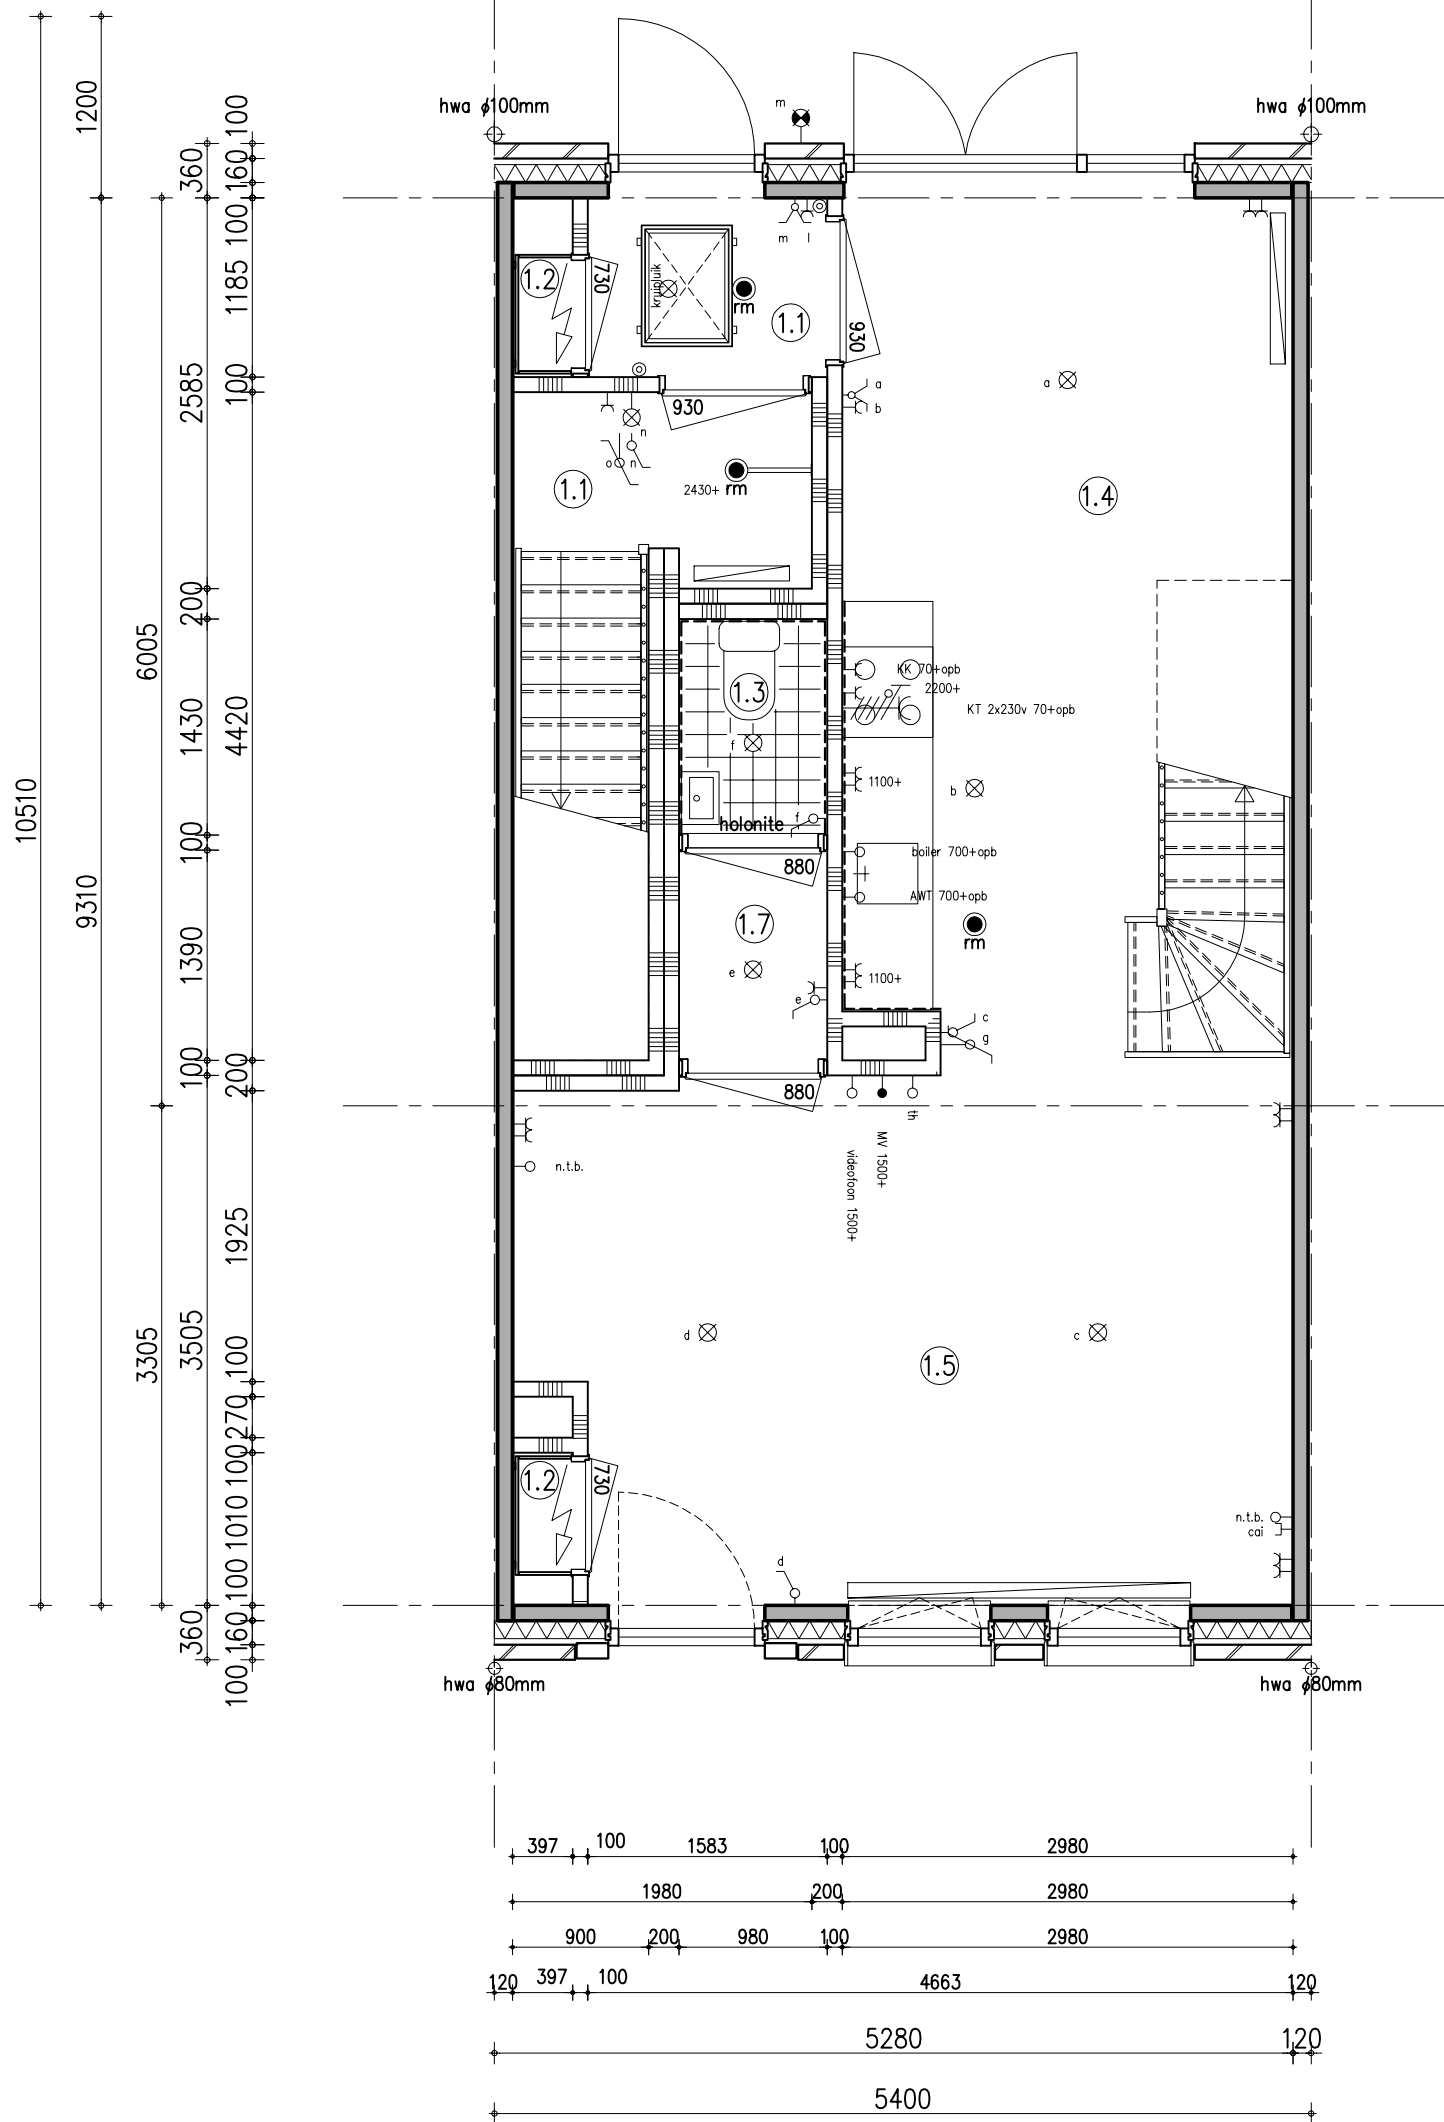 hwa ϕ100mm
hwa ϕ100mm
m
1200
100
360
160
100
m l
1.2
730
kruipluik
rm
1.1
930
1185
2585
100
930
a
b
a
n
o n
1.1
2430+ rm
1.4
200
6005
1430
4420
1.3
KK 70+opb
2200+
KT 2x230v 70+opb
f
1100+
b
10510
holonite
f
100
880
boiler 700+opb
AWT 700+opb
9310
1.7
rm
1390
e
1100+
e
c
g
100
200
880
th
MV 1500+
videofoon 1500+
n.t.b.
1925
3305
3505
100
d
c
1.5
270
100
1.2
730
1010
n.t.b.
cai
100
d
360
160
100
hwa ϕ80mm
hwa ϕ80mm
397 100 1583 100 2980
1980 200 2980
900 200 980 100 2980
120 397 100 4663 120
5280 120
5400